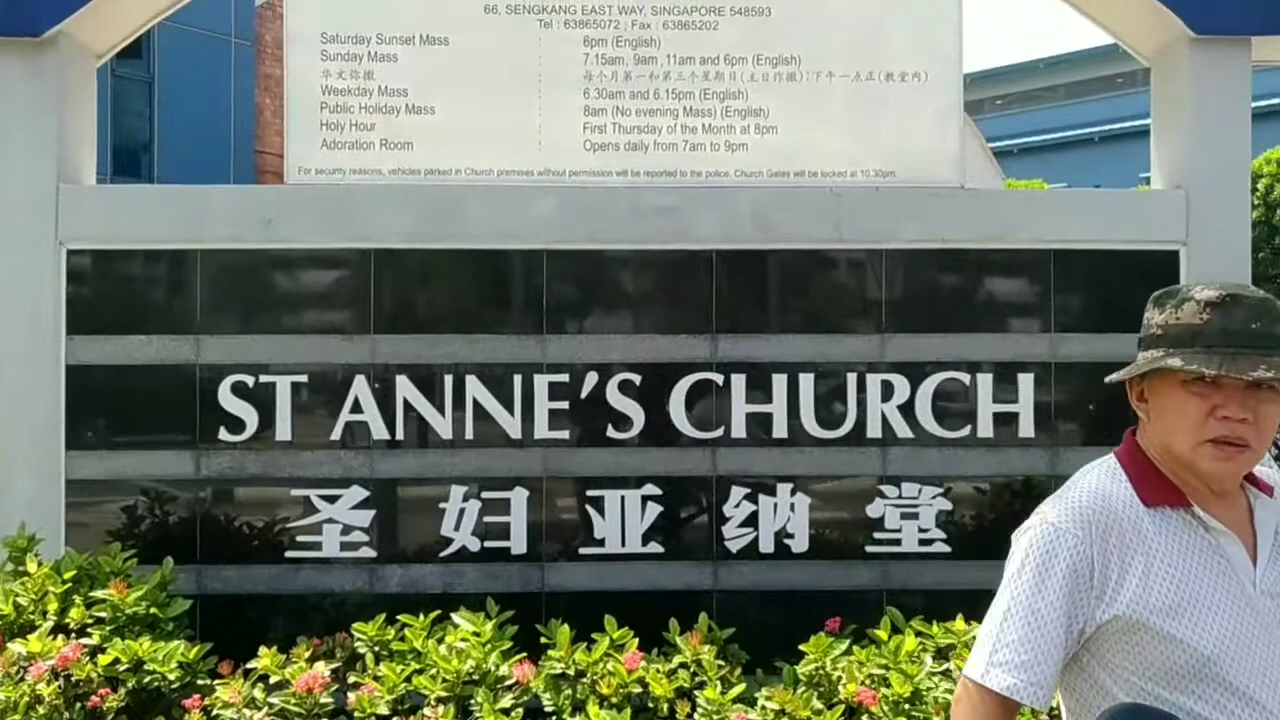 66, SENGKANG EAST WAY, SINGAPORE 548593
Tel : 63865072 ; Fax : 63865202
Saturday Sunset Mass : 6pm (English)
Sunday Mass : 7.15am, 9am ,11am and 6pm (English)
华文弥撒 : 每个月第一和第三个星期日(主日弥撒):下午一点正(教堂内)
Weekday Mass : 6.30am and 6.15pm (English)
Public Holiday Mass : 8am (No evening Mass) (English)
Holy Hour : First Thursday of the Month at 8pm
Adoration Room : Opens daily from 7am to 9pm
For security reasons, vehicles parked in Church premises without permission will be reported to the police. Church Gates will be locked at 10.30pm.
ST ANNE'S CHURCH
圣妇亚纳堂